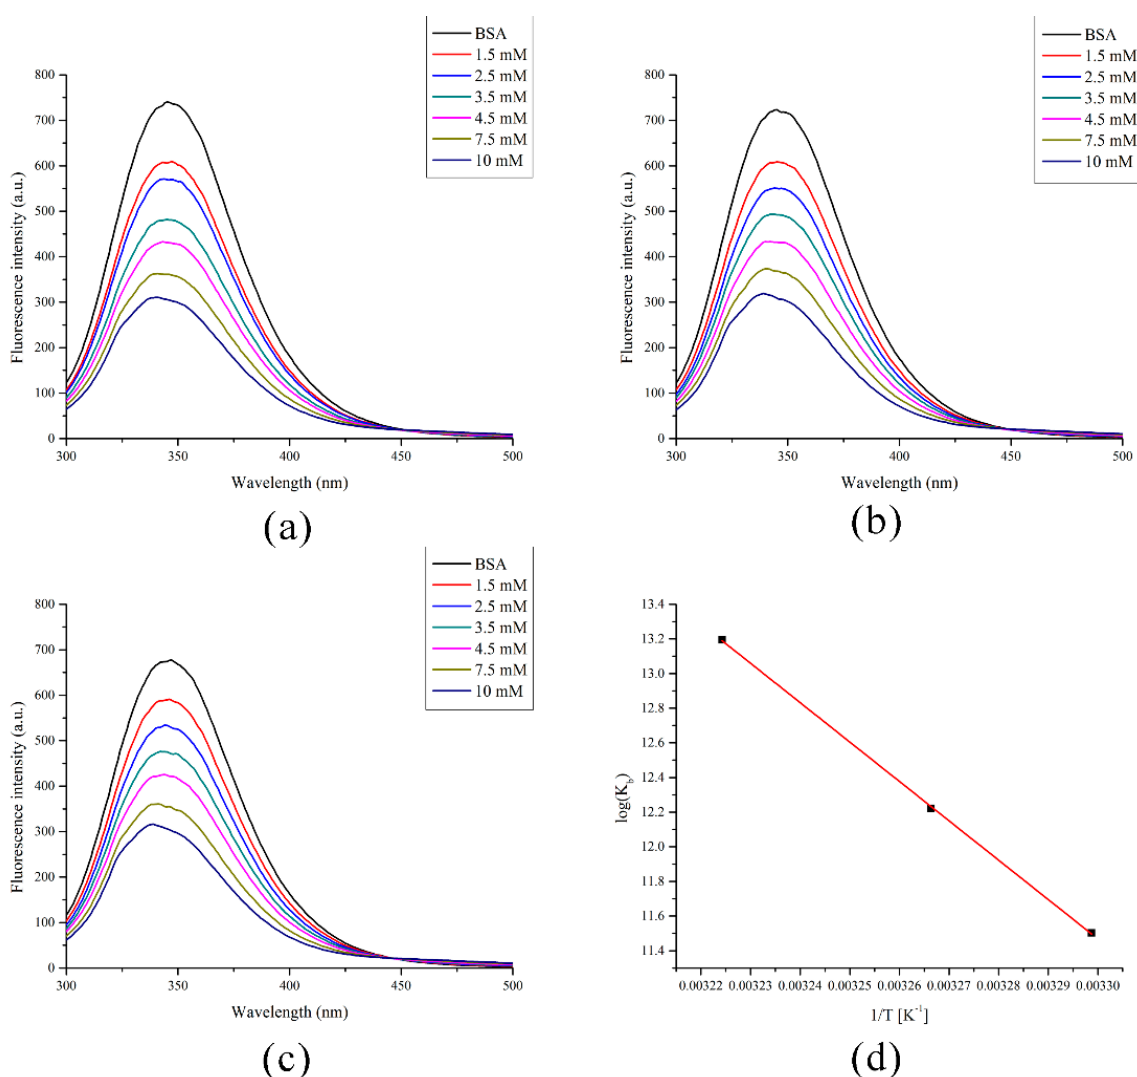 BSA
1.5 mM
2.5 mM
3.5 mM
4.5 mM
7.5 mM
10 mM
800
700
600
500
400
300
200
100
0
Fluorescence intensity (a.u.)
300 350 400 450 500
Wavelength (nm)
(a)
BSA
1.5 mM
2.5 mM
3.5 mM
4.5 mM
7.5 mM
10 mM
800
700
600
500
400
300
200
100
0
Fluorescence intensity (a.u.)
300 350 400 450 500
Wavelength (nm)
(b)
BSA
1.5 mM
2.5 mM
3.5 mM
4.5 mM
7.5 mM
10 mM
800
700
600
500
400
300
200
100
0
Fluorescence intensity (a.u.)
300 350 400 450 500
Wavelength (nm)
(c)
13.4
13.2
13.0
12.8
12.6
12.4
12.2
12.0
11.8
11.6
11.4
log(K_b)
0.00322 0.00323 0.00324 0.00325 0.00326 0.00327 0.00328 0.00329 0.00330
1/T [K⁻¹]
(d)